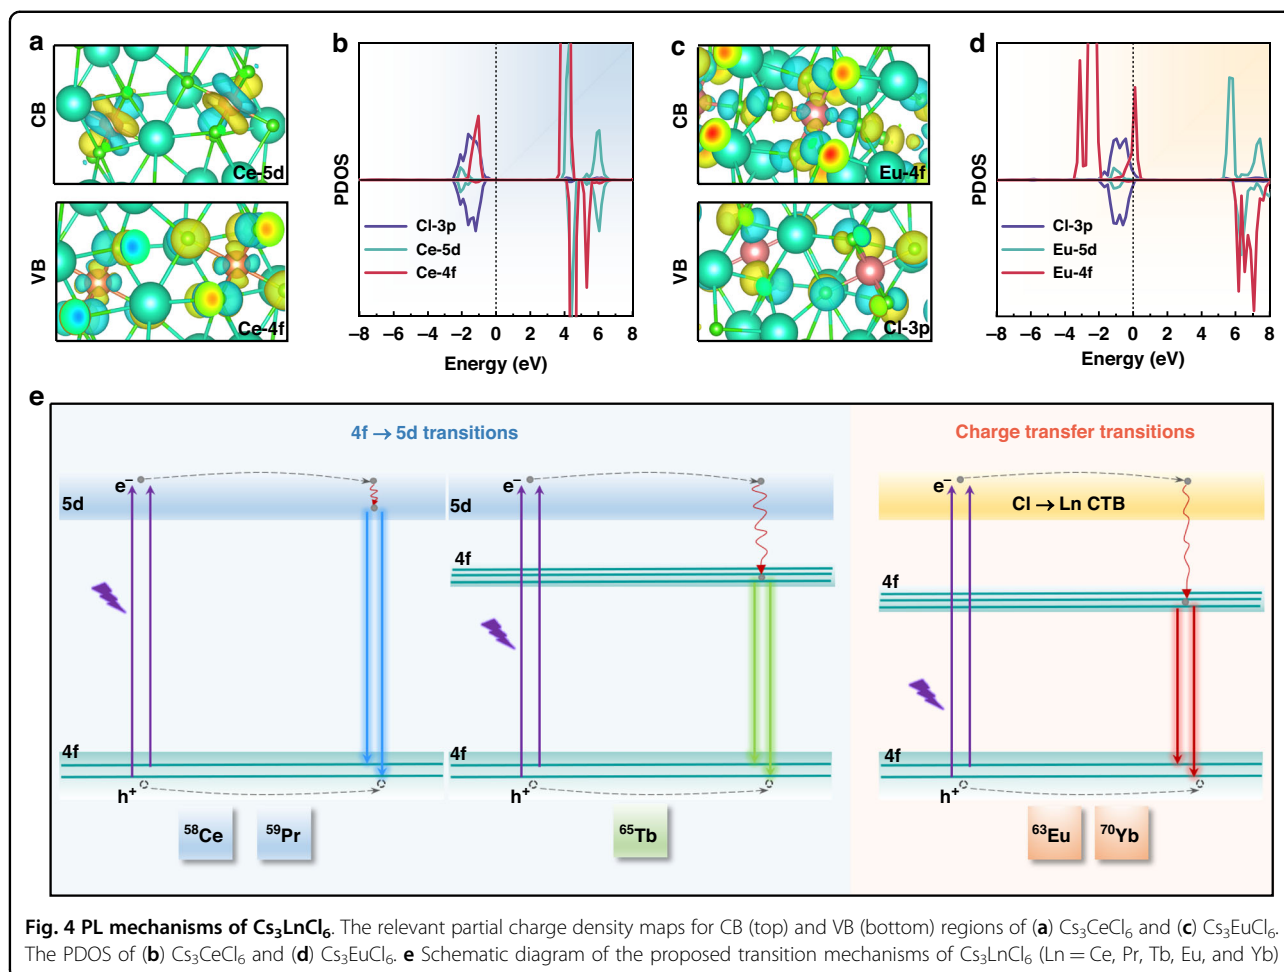 a
CB
Ce-5d
VB
Ce-4f
b
PDOS
Cl-3p
Ce-5d
Ce-4f
−8 −6 −4 −2 0 2 4 6 8
Energy (eV)
c
CB
Eu-4f
VB
Cl-3p
d
PDOS
Cl-3p
Eu-5d
Eu-4f
−8 −6 −4 −2 0 2 4 6 8
Energy (eV)
e
4f → 5d transitions
Charge transfer transitions
e⁻
5d
4f
h⁺
e⁻
5d
4f
4f
h⁺
e⁻
Cl → Ln CTB
4f
4f
h⁺
⁵⁸Ce
⁵⁹Pr
⁶⁵Tb
⁶³Eu
⁷⁰Yb
Fig. 4 PL mechanisms of Cs₃LnCl₆. The relevant partial charge density maps for CB (top) and VB (bottom) regions of (a) Cs₃CeCl₆ and (c) Cs₃EuCl₆.
The PDOS of (b) Cs₃CeCl₆ and (d) Cs₃EuCl₆. e Schematic diagram of the proposed transition mechanisms of Cs₃LnCl₆ (Ln = Ce, Pr, Tb, Eu, and Yb)